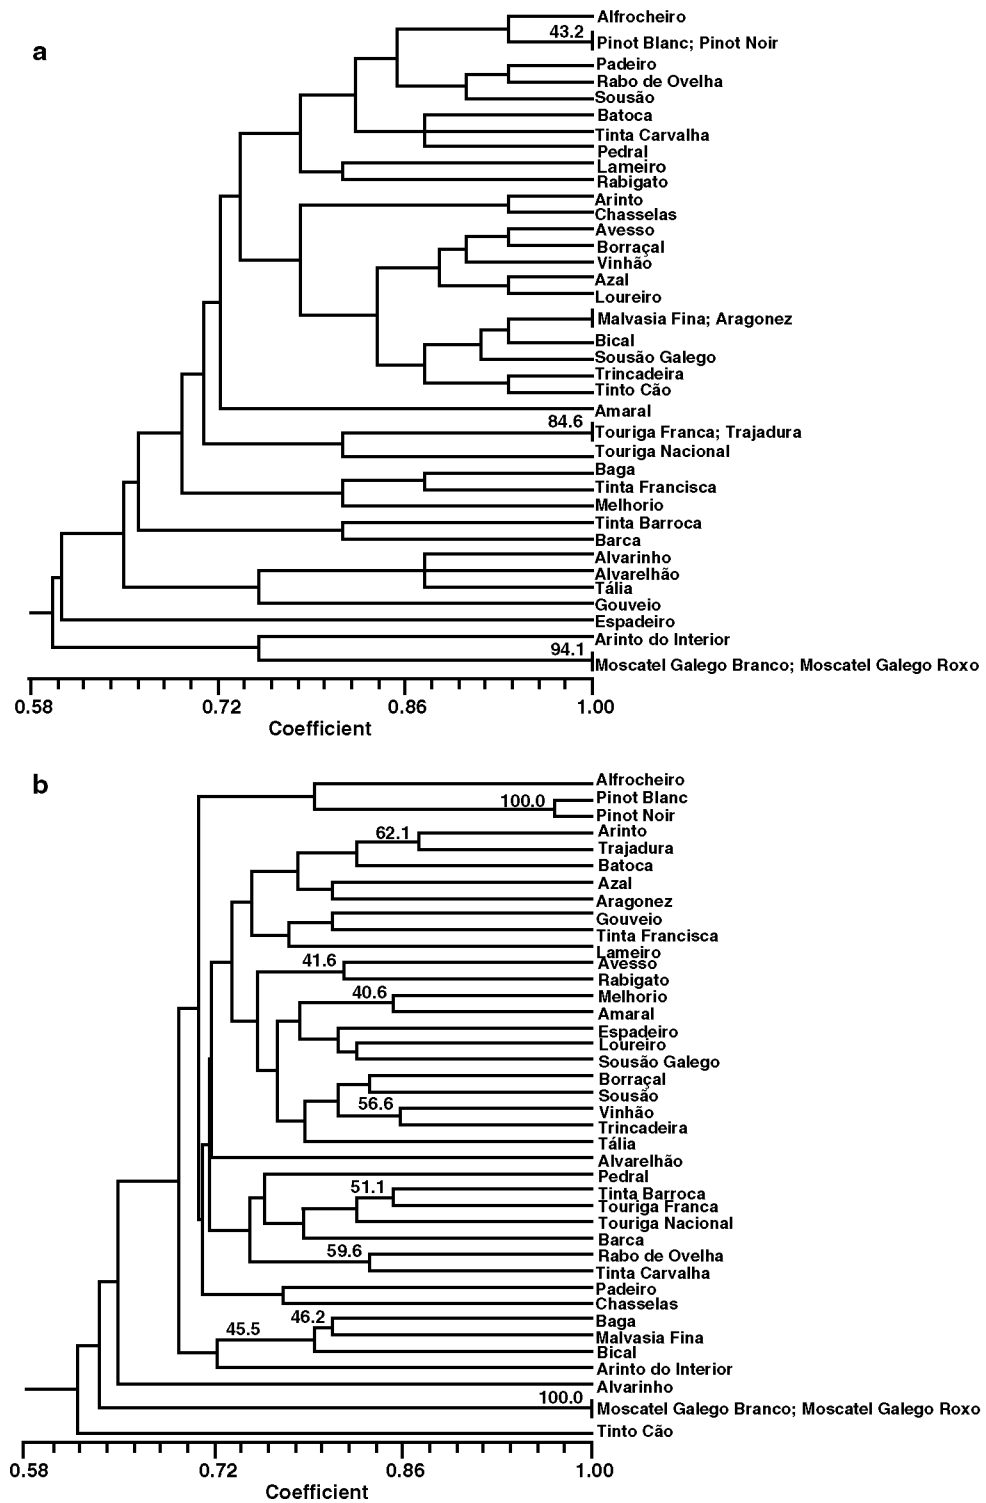 a
Alfrocheiro
43.2
Pinot Blanc; Pinot Noir
Padeiro
Rabo de Ovelha
Sousão
Batoca
Tinta Carvalha
Pedral
Lameiro
Rabigato
Arinto
Chasselas
Avesso
Borraçal
Vinhão
Azal
Loureiro
Malvasia Fina; Aragonez
Bical
Sousão Galego
Trincadeira
Tinto Cão
Amaral
84.6
Touriga Franca; Trajadura
Touriga Nacional
Baga
Tinta Francisca
Melhorio
Tinta Barroca
Barca
Alvarinho
Alvarelhão
Tália
Gouveio
Espadeiro
Arinto do Interior
94.1
Moscatel Galego Branco; Moscatel Galego Roxo
0.58 0.72 0.86 1.00
Coefficient
b
Alfrocheiro
100.0
Pinot Blanc
Pinot Noir
62.1
Arinto
Trajadura
Batoca
Azal
Aragonez
Gouveio
Tinta Francisca
Lameiro
41.6
Avesso
Rabigato
40.6
Melhorio
Amaral
Espadeiro
Loureiro
Sousão Galego
Borraçal
Sousão
56.6
Vinhão
Trincadeira
Tália
Alvarelhão
Pedral
51.1
Tinta Barroca
Touriga Franca
Touriga Nacional
Barca
59.6
Rabo de Ovelha
Tinta Carvalha
Padeiro
Chasselas
46.2
Baga
45.5
Malvasia Fina
Bical
Arinto do Interior
Alvarinho
100.0
Moscatel Galego Branco; Moscatel Galego Roxo
Tinto Cão
0.58 0.72 0.86 1.00
Coefficient